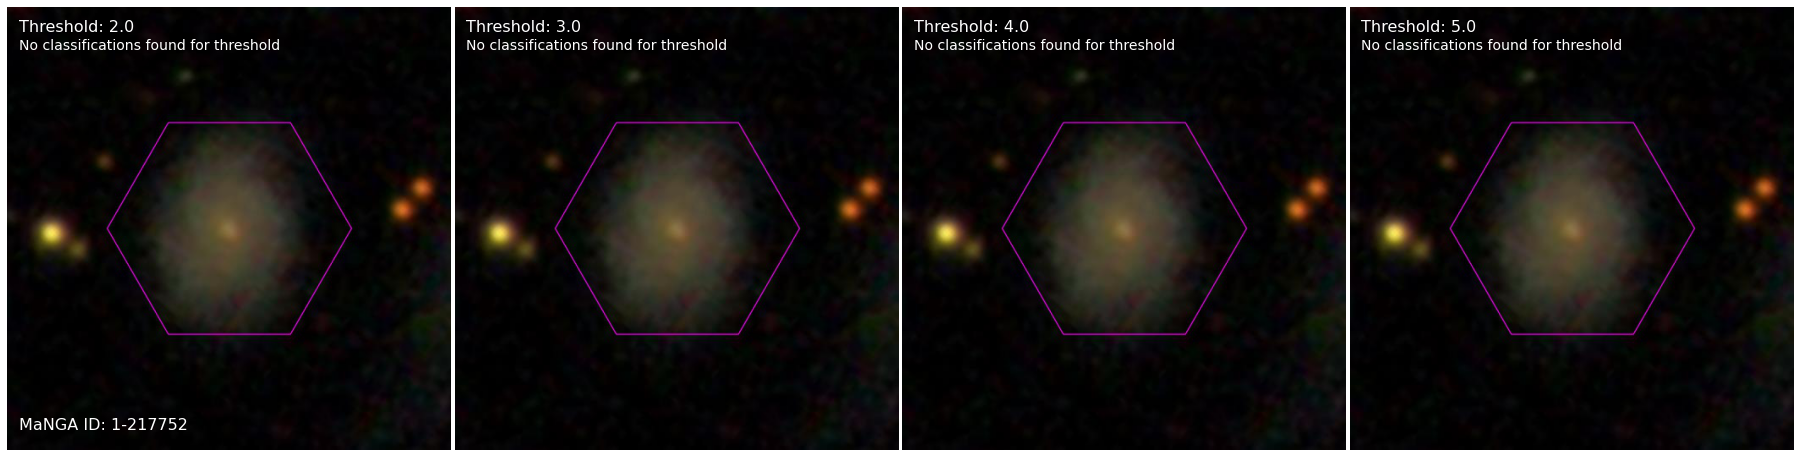 Threshold: 2.0
No classifications found for threshold
Threshold: 3.0
No classifications found for threshold
Threshold: 4.0
No classifications found for threshold
Threshold: 5.0
No classifications found for threshold
MaNGA ID: 1-217752